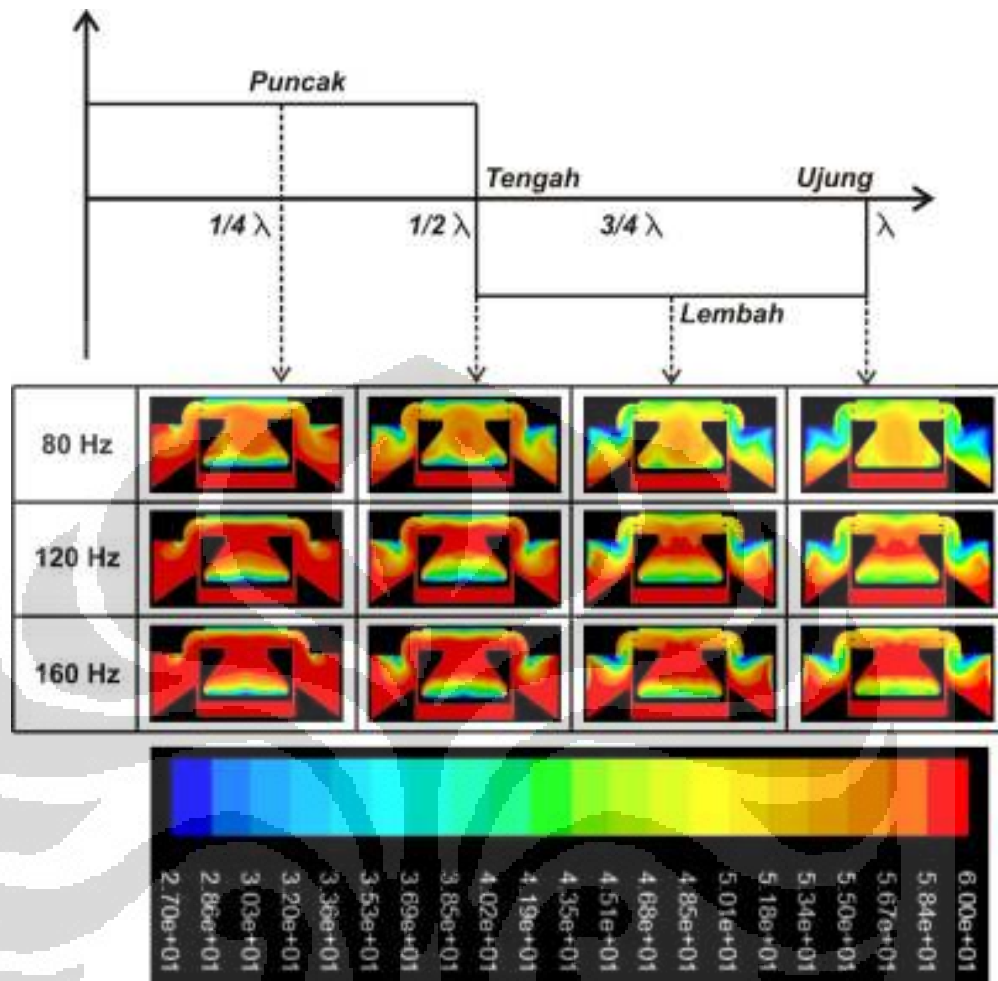 Puncak
Tengah
Ujung
1/4 λ
1/2 λ
3/4 λ
λ
Lembah
80 Hz
120 Hz
160 Hz
2.70e+01
2.86e+01
3.03e+01
3.20e+01
3.36e+01
3.53e+01
3.69e+01
3.85e+01
4.02e+01
4.19e+01
4.35e+01
4.51e+01
4.68e+01
4.85e+01
5.01e+01
5.18e+01
5.34e+01
5.50e+01
5.67e+01
5.84e+01
6.00e+01